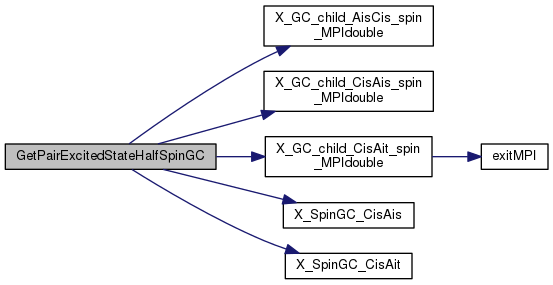 X_GC_child_AisCis_spin
_MPIdouble
X_GC_child_CisAis_spin
_MPIdouble
GetPairExcitedStateHalfSpinGC
X_GC_child_CisAit_spin
_MPIdouble
exitMPI
X_SpinGC_CisAis
X_SpinGC_CisAit